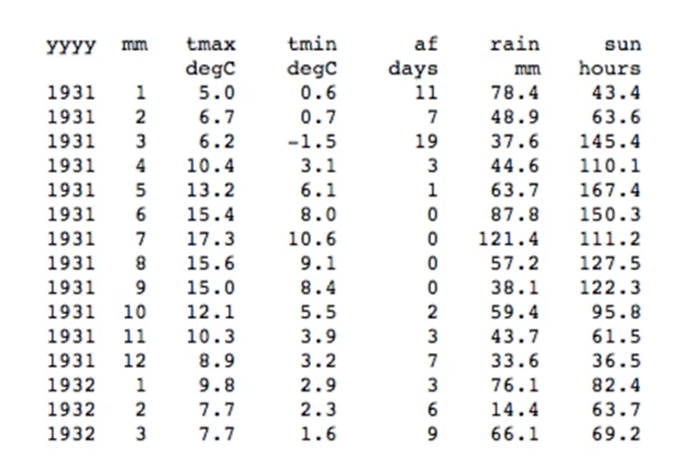 yyyy mm tmax tmin af rain sun
degC degC days mm hours
1931 1 5.0 0.6 11 78.4 43.4
1931 2 6.7 0.7 7 48.9 63.6
1931 3 6.2 -1.5 19 37.6 145.4
1931 4 10.4 3.1 3 44.6 110.1
1931 5 13.2 6.1 1 63.7 167.4
1931 6 15.4 8.0 0 87.8 150.3
1931 7 17.3 10.6 0 121.4 111.2
1931 8 15.6 9.1 0 57.2 127.5
1931 9 15.0 8.4 0 38.1 122.3
1931 10 12.1 5.5 2 59.4 95.8
1931 11 10.3 3.9 3 43.7 61.5
1931 12 8.9 3.2 7 33.6 36.5
1932 1 9.8 2.9 3 76.1 82.4
1932 2 7.7 2.3 6 14.4 63.7
1932 3 7.7 1.6 9 66.1 69.2